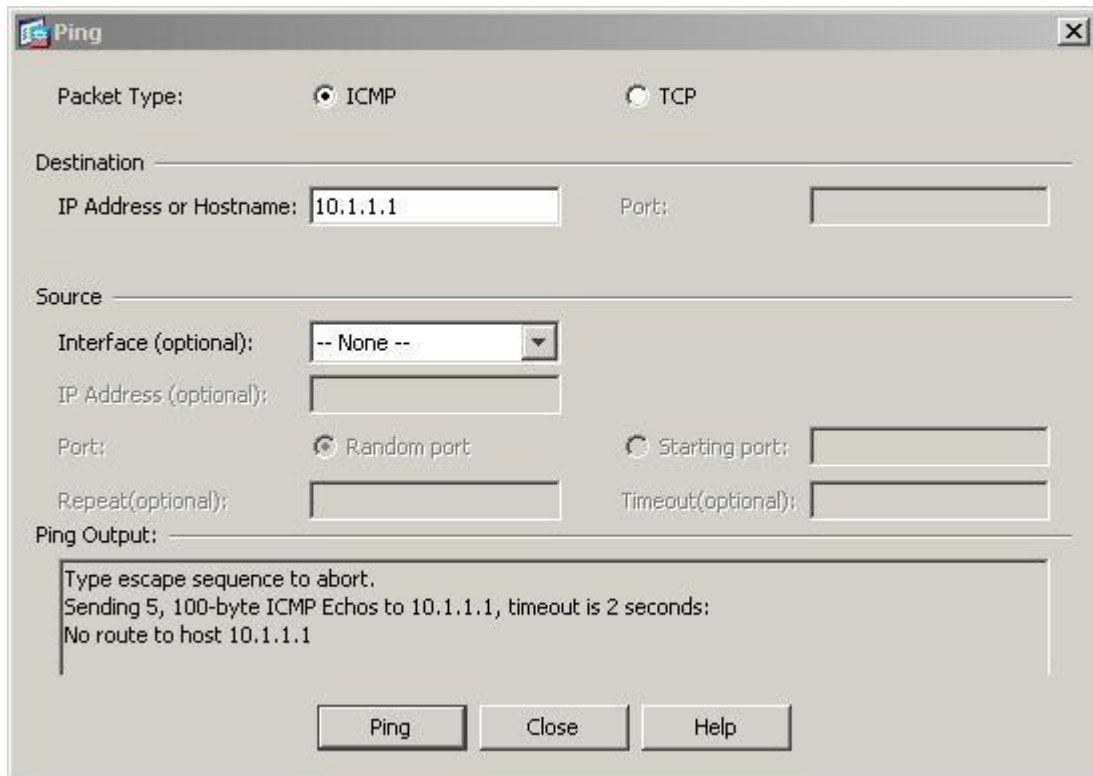 Ping
Packet Type: ICMP TCP
Destination
IP Address or Hostname: 10.1.1.1 Port:
Source
Interface (optional): -- None --
IP Address (optional):
Port: Random port Starting port:
Repeat(optional): Timeout(optional):
Ping Output:
Type escape sequence to abort.
Sending 5, 100-byte ICMP Echos to 10.1.1.1, timeout is 2 seconds:
No route to host 10.1.1.1
Ping Close Help